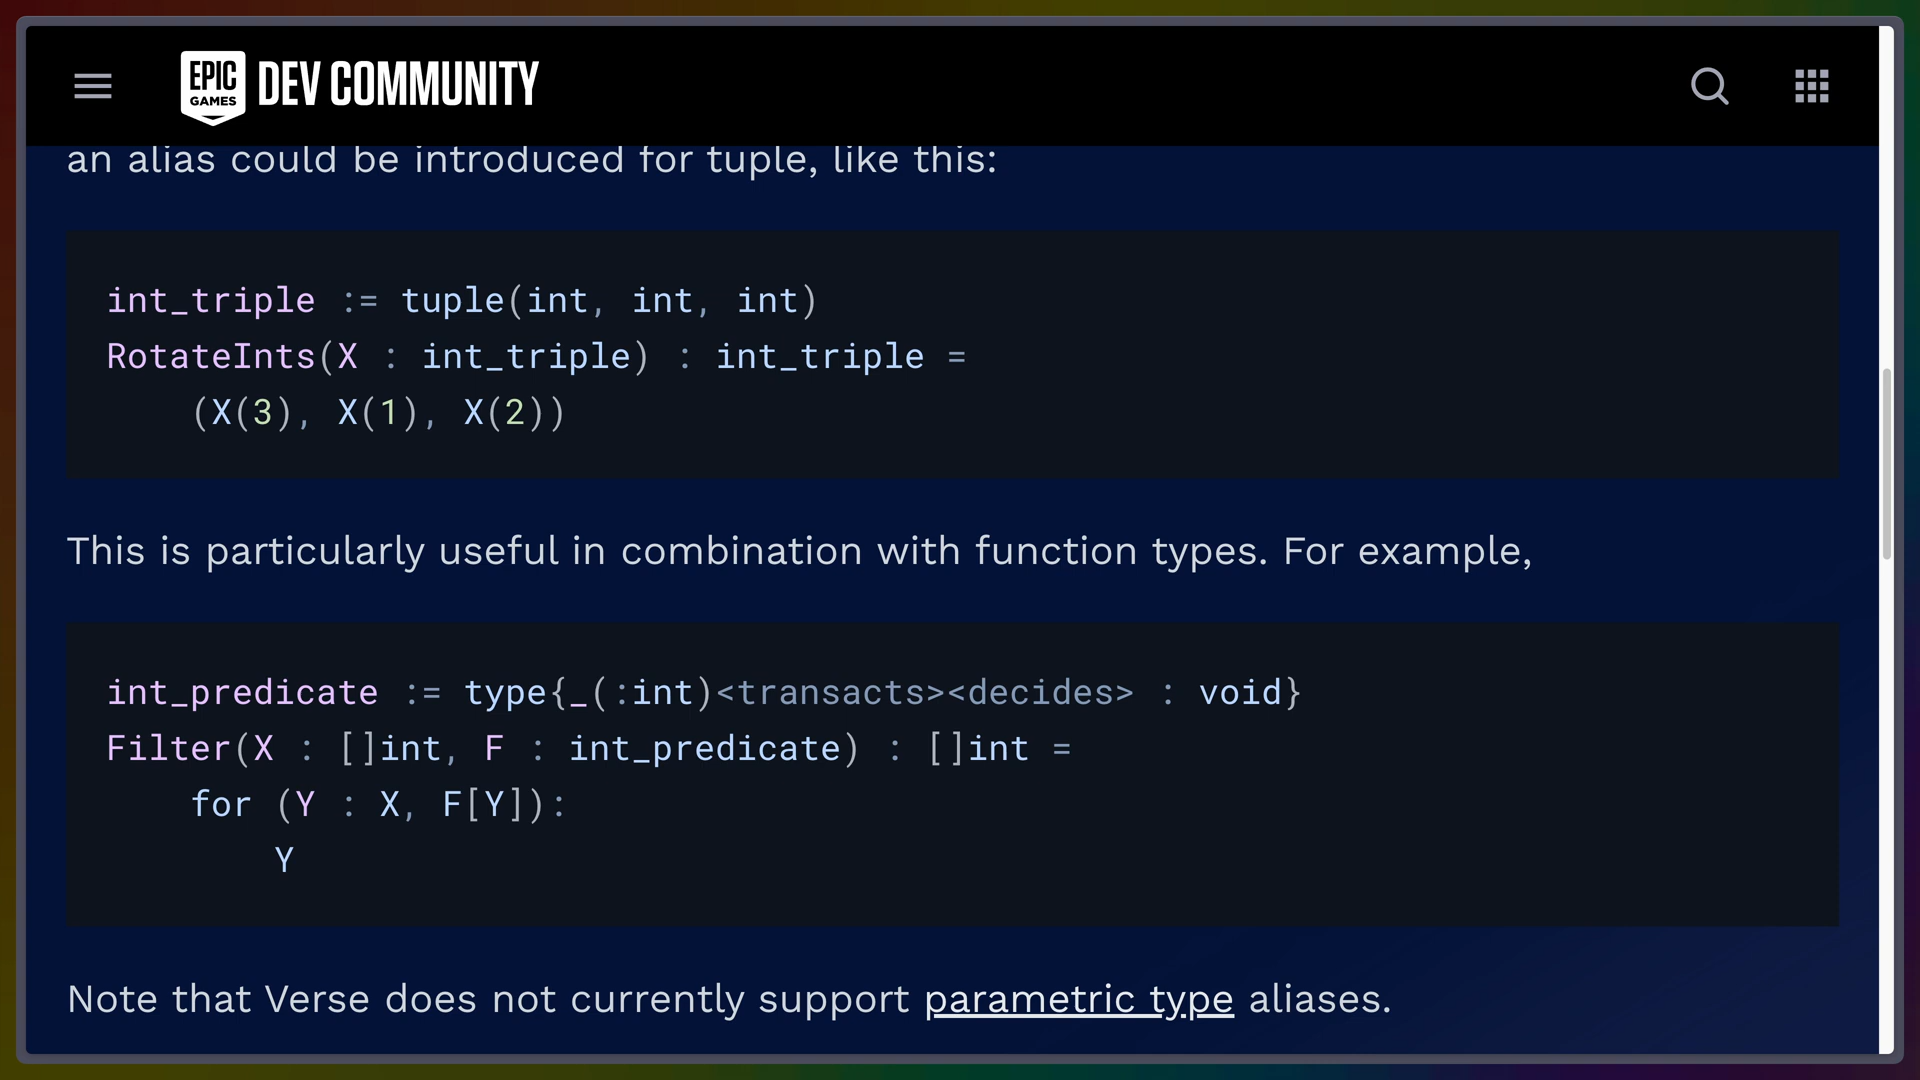 EPIC GAMES DEV COMMUNITY
an alias could be introduced for tuple, like this:
int_triple := tuple(int, int, int)
RotateInts(X : int_triple) : int_triple =
    (X(3), X(1), X(2))
This is particularly useful in combination with function types. For example,
int_predicate := type{_(:int)<transacts><decides> : void}
Filter(X : []int, F : int_predicate) : []int =
    for (Y : X, F[Y]):
        Y
Note that Verse does not currently support parametric type aliases.